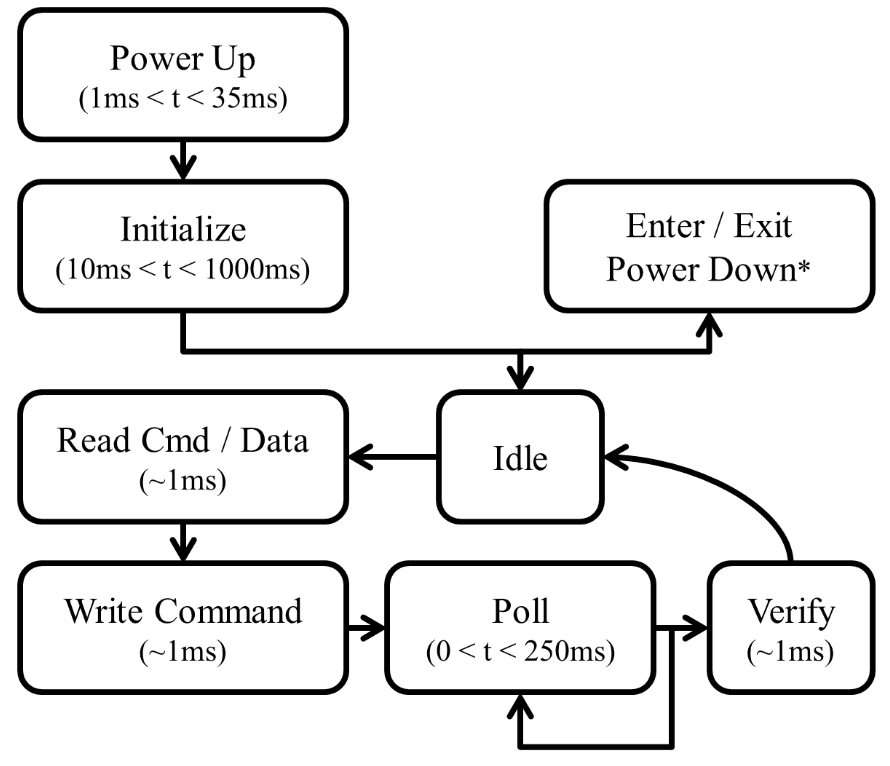 Power Up
(1ms < t < 35ms)
Initialize
(10ms < t < 1000ms)
Enter / Exit
Power Down*
Read Cmd / Data
(~1ms)
Idle
Write Command
(~1ms)
Poll
(0 < t < 250ms)
Verify
(~1ms)